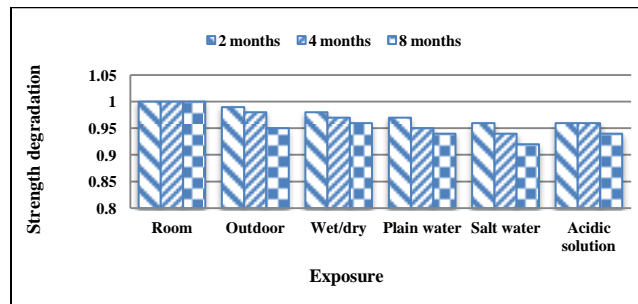 2 months 4 months 8 months
Strength degradation
1.05
1
0.95
0.9
0.85
0.8
Room Outdoor Wet/dry Plain water Salt water Acidic
solution
Exposure